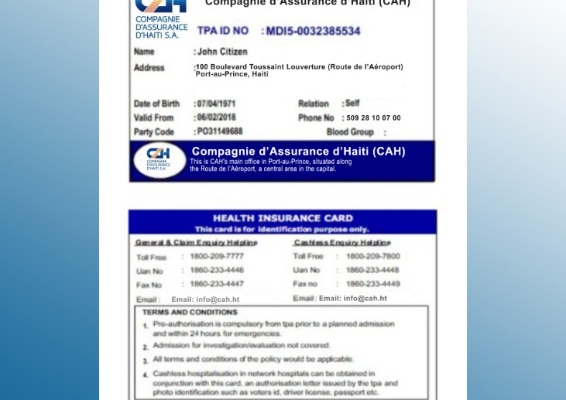 Compagnie d'Assurance d'Haïti (CAH)
CAH
COMPAGNIE
D'ASSURANCE
D'HAITI S.A.
TPA ID NO : MDI5-0032385534
Name : John Citizen
Address : 100 Boulevard Toussaint Louverture (Route de l'Aéroport)
Port-au-Prince, Haiti
Date of Birth : 07/04/1971 Relation : Self
Valid From : 06/02/2018 Phone No : 509 28 10 07 00
Party Code : PO31149688 Blood Group :
CAH
COMPAGNIE
D'ASSURANCE
D'HAITI S.A.
Compagnie d'Assurance d'Haïti (CAH)
This is CAH's main office in Port-au-Prince, situated along
the Route de l'Aéroport, a central area in the capital.
HEALTH INSURANCE CARD
This card is for identification purpose only.
General & Claim Enquiry Helpline Cashless Enquiry Helpline
Toll Free : 1800-209-7777 Toll Free : 1800-209-7800
Uan No : 1860-233-4446 Uan No : 1860-233-4448
Fax No : 1860-233-4447 Fax no : 1860-233-4449
Email : Email: info@cah.ht Email : Email: info@cah.ht
TERMS AND CONDITIONS
1. Pre-authorisation is compulsory from tpa prior to a planned admission
and within 24 hours for emergencies.
2. Admission for investigation/evaluation not covered.
3. All terms and conditions of the policy would be applicable.
4. Cashless hospitalisation in network hospitals can be obtained in
conjunction with this card, an authorisation letter issued by the tpa and
photo identification such as voters id, driver license, passport etc.